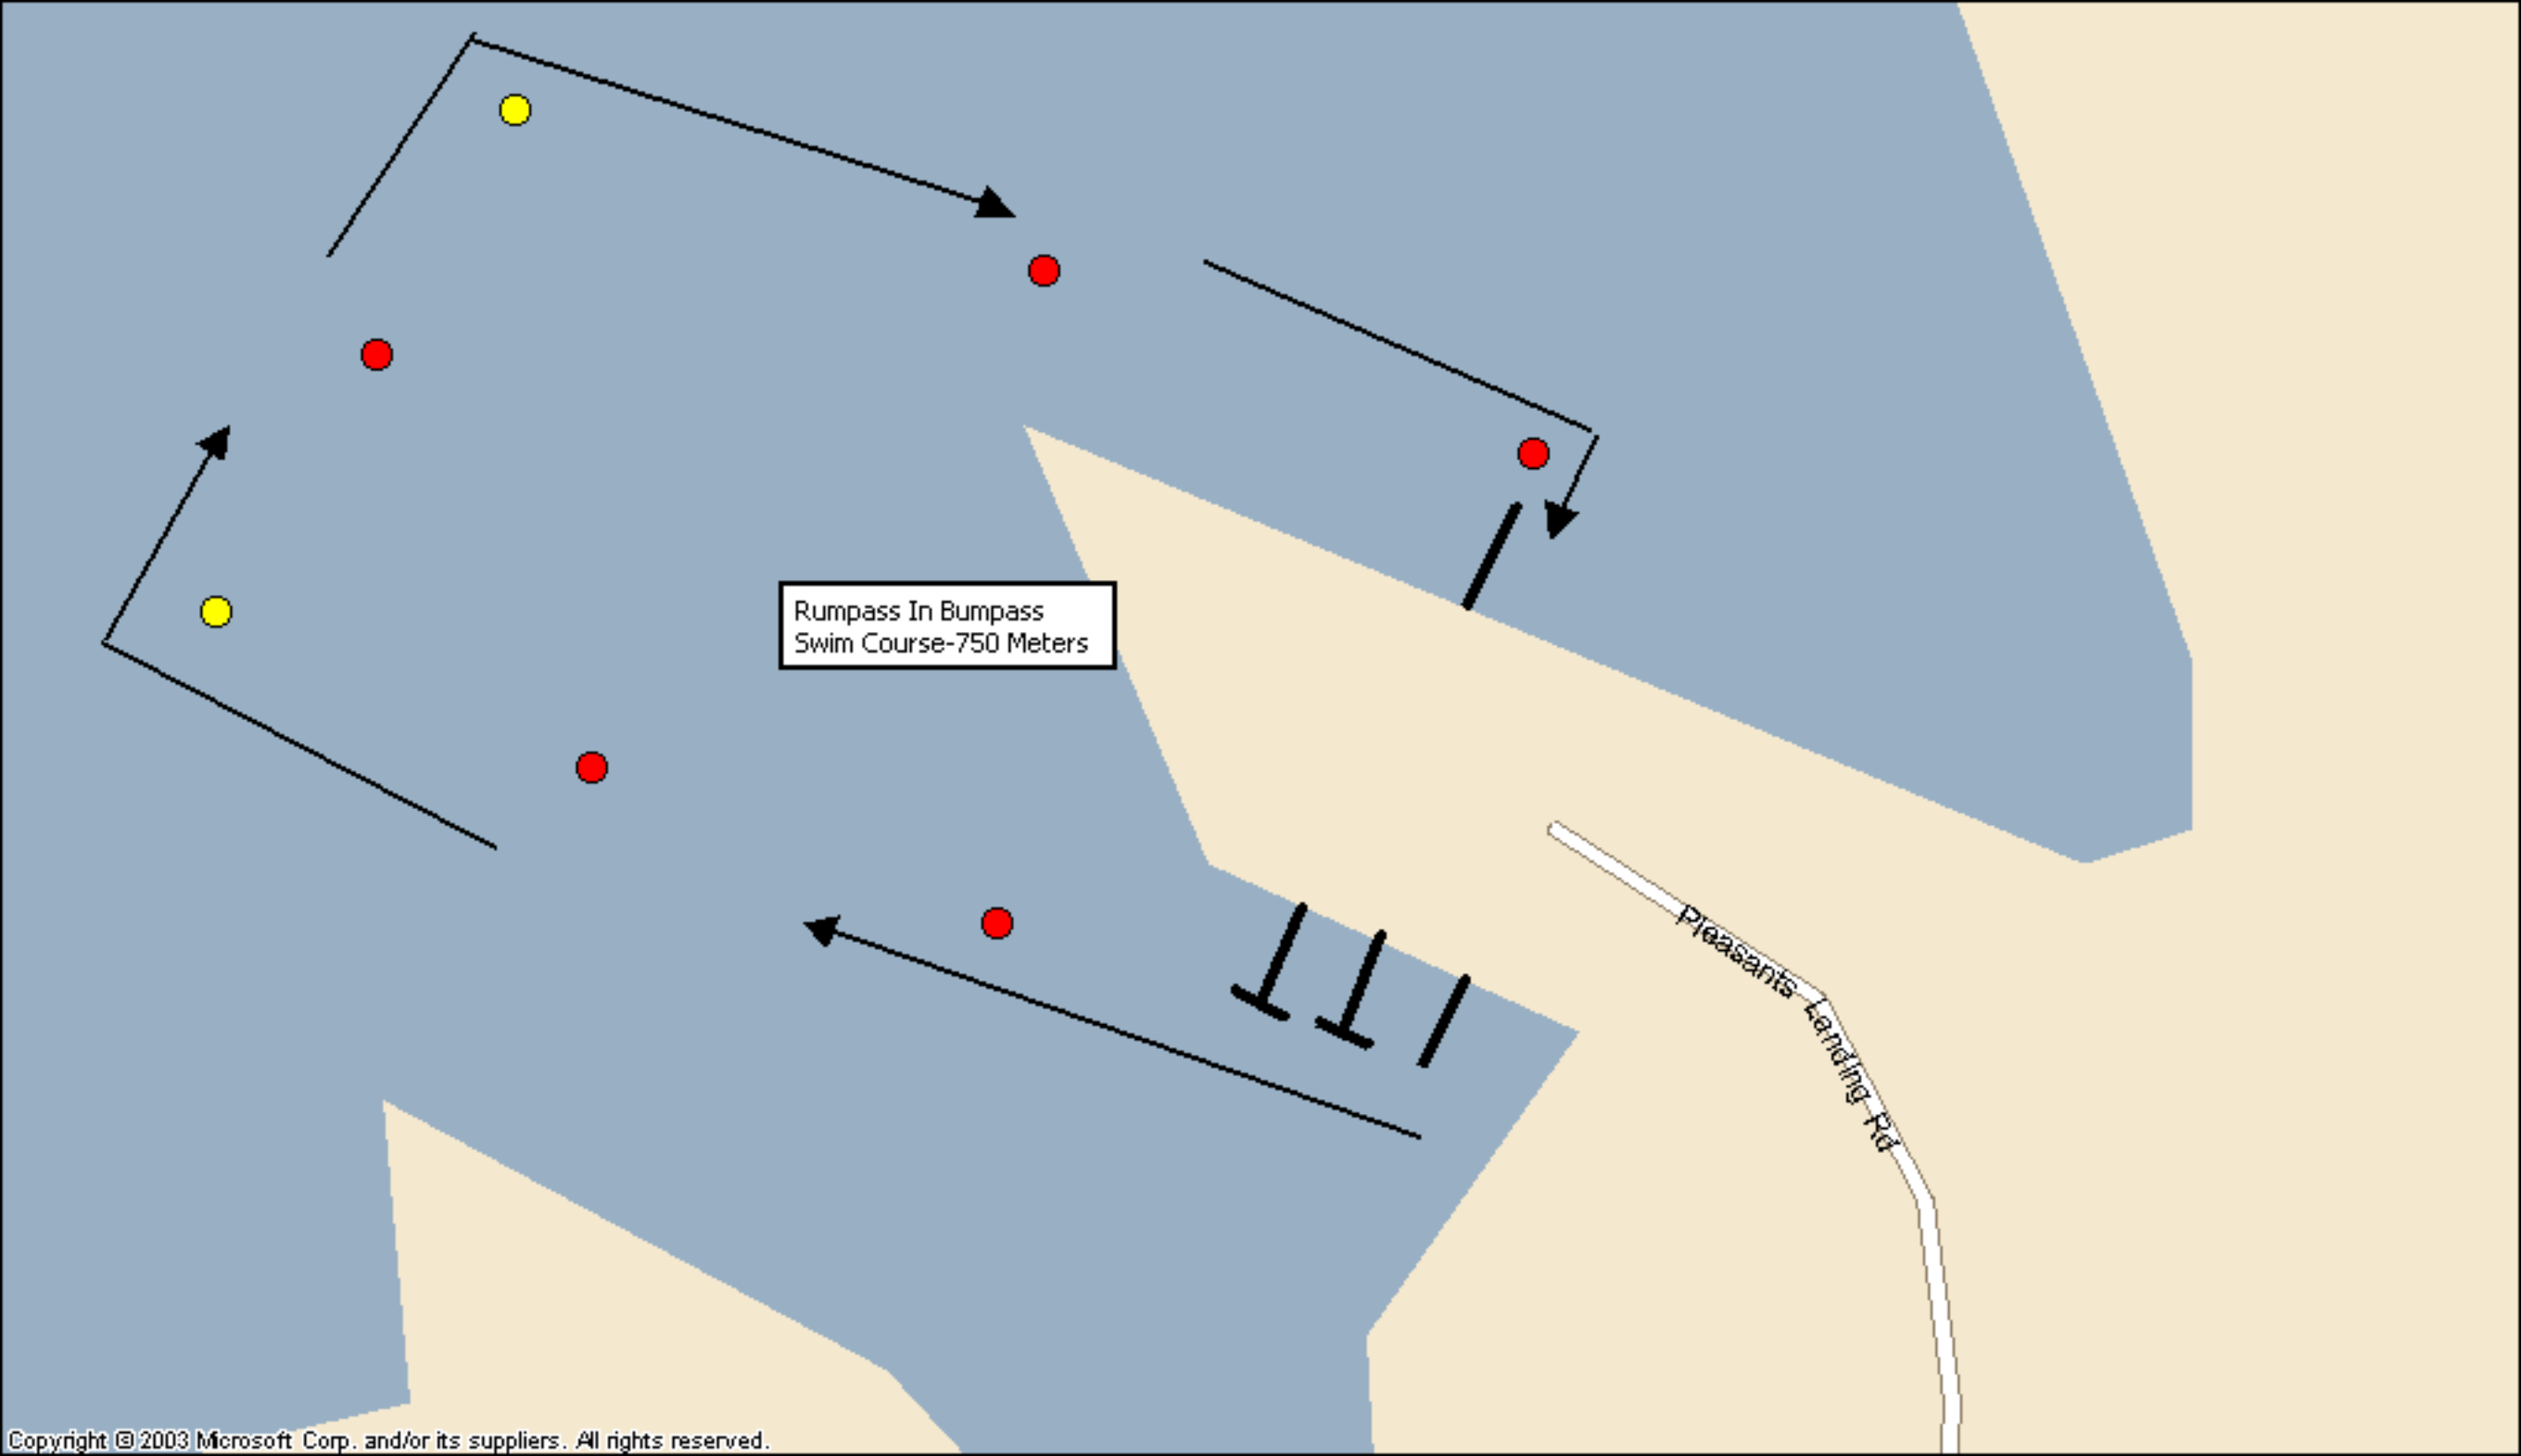 Rumpass In Bumpass
Swim Course-750 Meters
Pleasants Landing Rd
Copyright © 2003 Microsoft Corp. and/or its suppliers. All rights reserved.